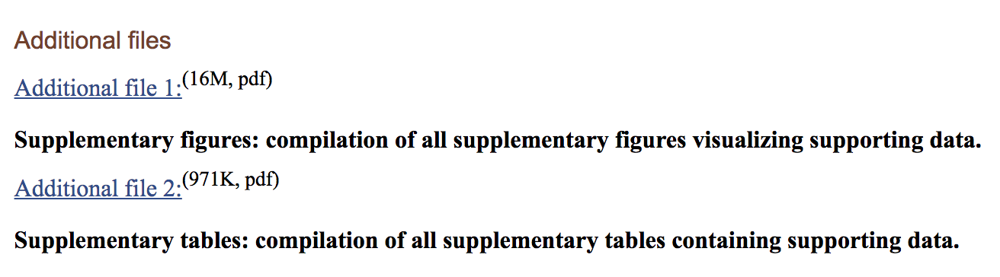 Additional files
Additional file 1:(16M, pdf)
Supplementary figures: compilation of all supplementary figures visualizing supporting data.
Additional file 2:(971K, pdf)
Supplementary tables: compilation of all supplementary tables containing supporting data.